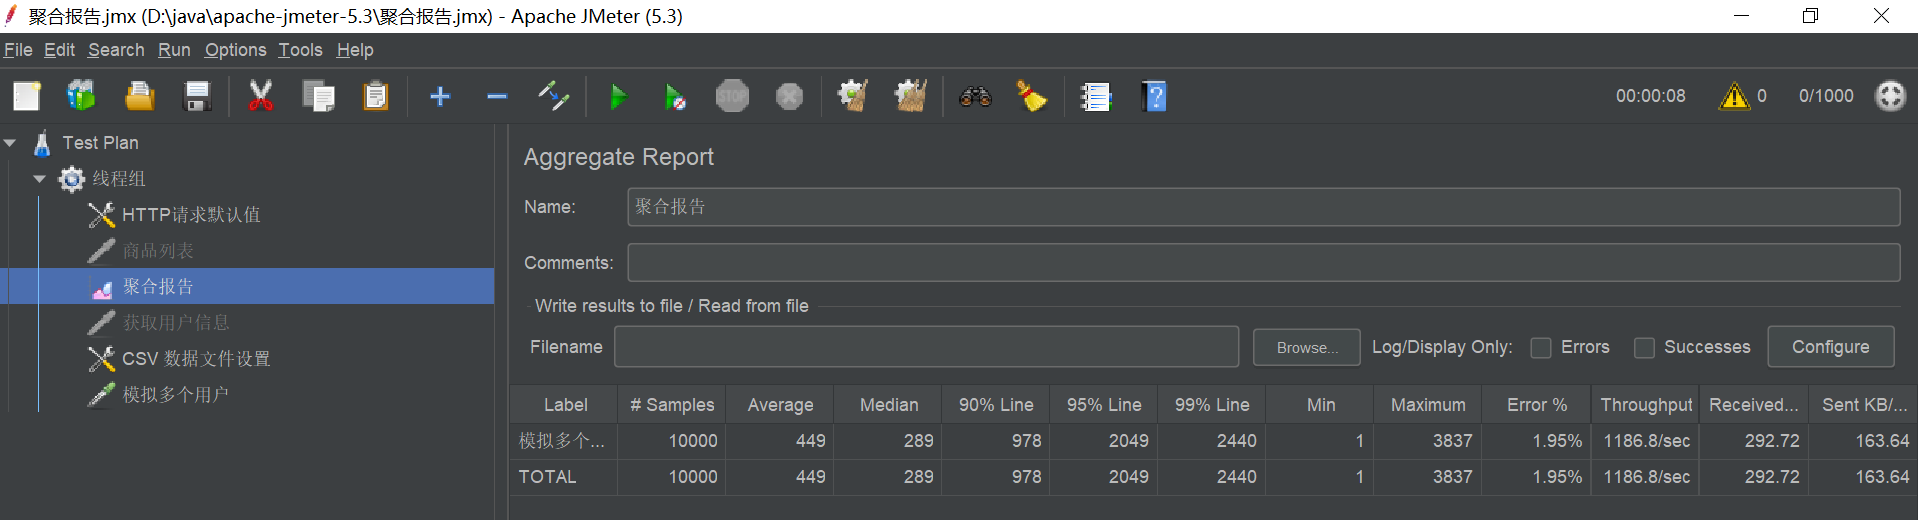 聚合报告.jmx (D:\java\apache-jmeter-5.3\聚合报告.jmx) - Apache JMeter (5.3)
File Edit Search Run Options Tools Help
STOP 00:00:08 0 0/1000
Test Plan
线程组
HTTP请求默认值
商品列表
聚合报告
获取用户信息
CSV 数据文件设置
模拟多个用户
Aggregate Report
Name: 聚合报告
Comments:
Write results to file / Read from file
Filename Browse... Log/Display Only: Errors Successes Configure
Label # Samples Average Median 90% Line 95% Line 99% Line Min Maximum Error % Throughput Received... Sent KB/...
模拟多个... 10000 449 289 978 2049 2440 1 3837 1.95% 1186.8/sec 292.72 163.64
TOTAL 10000 449 289 978 2049 2440 1 3837 1.95% 1186.8/sec 292.72 163.64